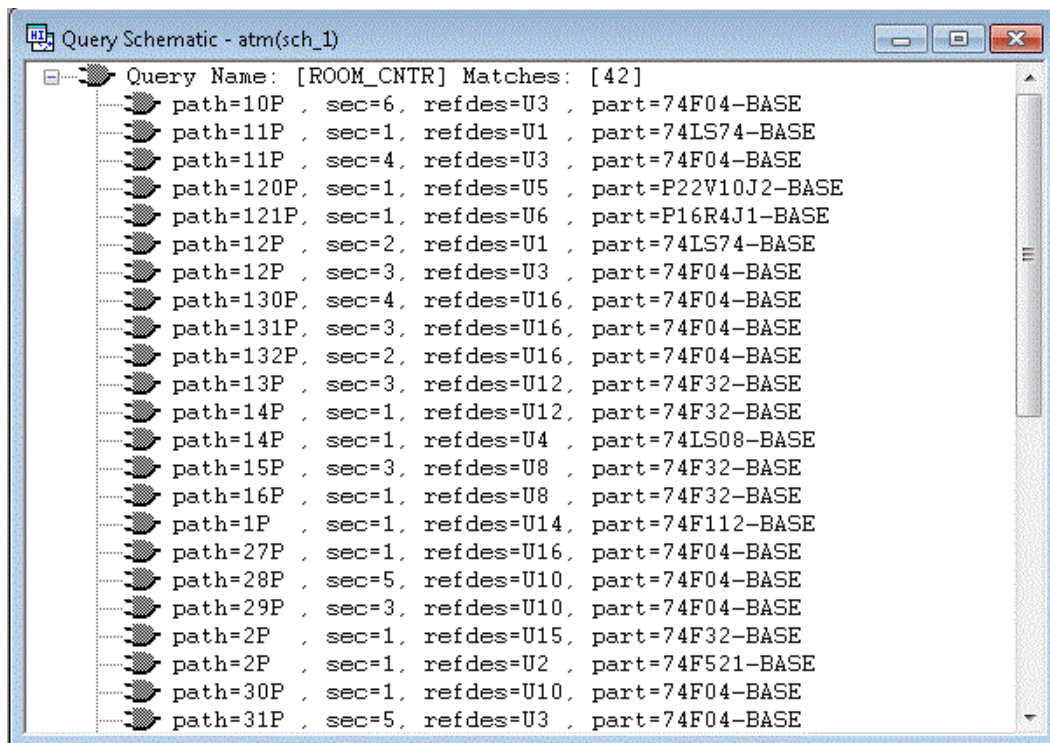 Query Schematic - atm(sch_1)
Query Name: [ROOM_CNTR] Matches: [42]
path=10P , sec=6, refdes=U3 , part=74F04-BASE
path=11P , sec=1, refdes=U1 , part=74LS74-BASE
path=11P , sec=4, refdes=U3 , part=74F04-BASE
path=120P, sec=1, refdes=U5 , part=P22V10J2-BASE
path=121P, sec=1, refdes=U6 , part=P16R4J1-BASE
path=12P , sec=2, refdes=U1 , part=74LS74-BASE
path=12P , sec=3, refdes=U3 , part=74F04-BASE
path=130P, sec=4, refdes=U16, part=74F04-BASE
path=131P, sec=3, refdes=U16, part=74F04-BASE
path=132P, sec=2, refdes=U16, part=74F04-BASE
path=13P , sec=3, refdes=U12, part=74F32-BASE
path=14P , sec=1, refdes=U12, part=74F32-BASE
path=14P , sec=1, refdes=U4 , part=74LS08-BASE
path=15P , sec=3, refdes=U8 , part=74F32-BASE
path=16P , sec=1, refdes=U8 , part=74F32-BASE
path=1P , sec=1, refdes=U14, part=74F112-BASE
path=27P , sec=1, refdes=U16, part=74F04-BASE
path=28P , sec=5, refdes=U10, part=74F04-BASE
path=29P , sec=3, refdes=U10, part=74F04-BASE
path=2P , sec=1, refdes=U15, part=74F32-BASE
path=2P , sec=1, refdes=U2 , part=74F521-BASE
path=30P , sec=1, refdes=U10, part=74F04-BASE
path=31P , sec=5, refdes=U3 , part=74F04-BASE